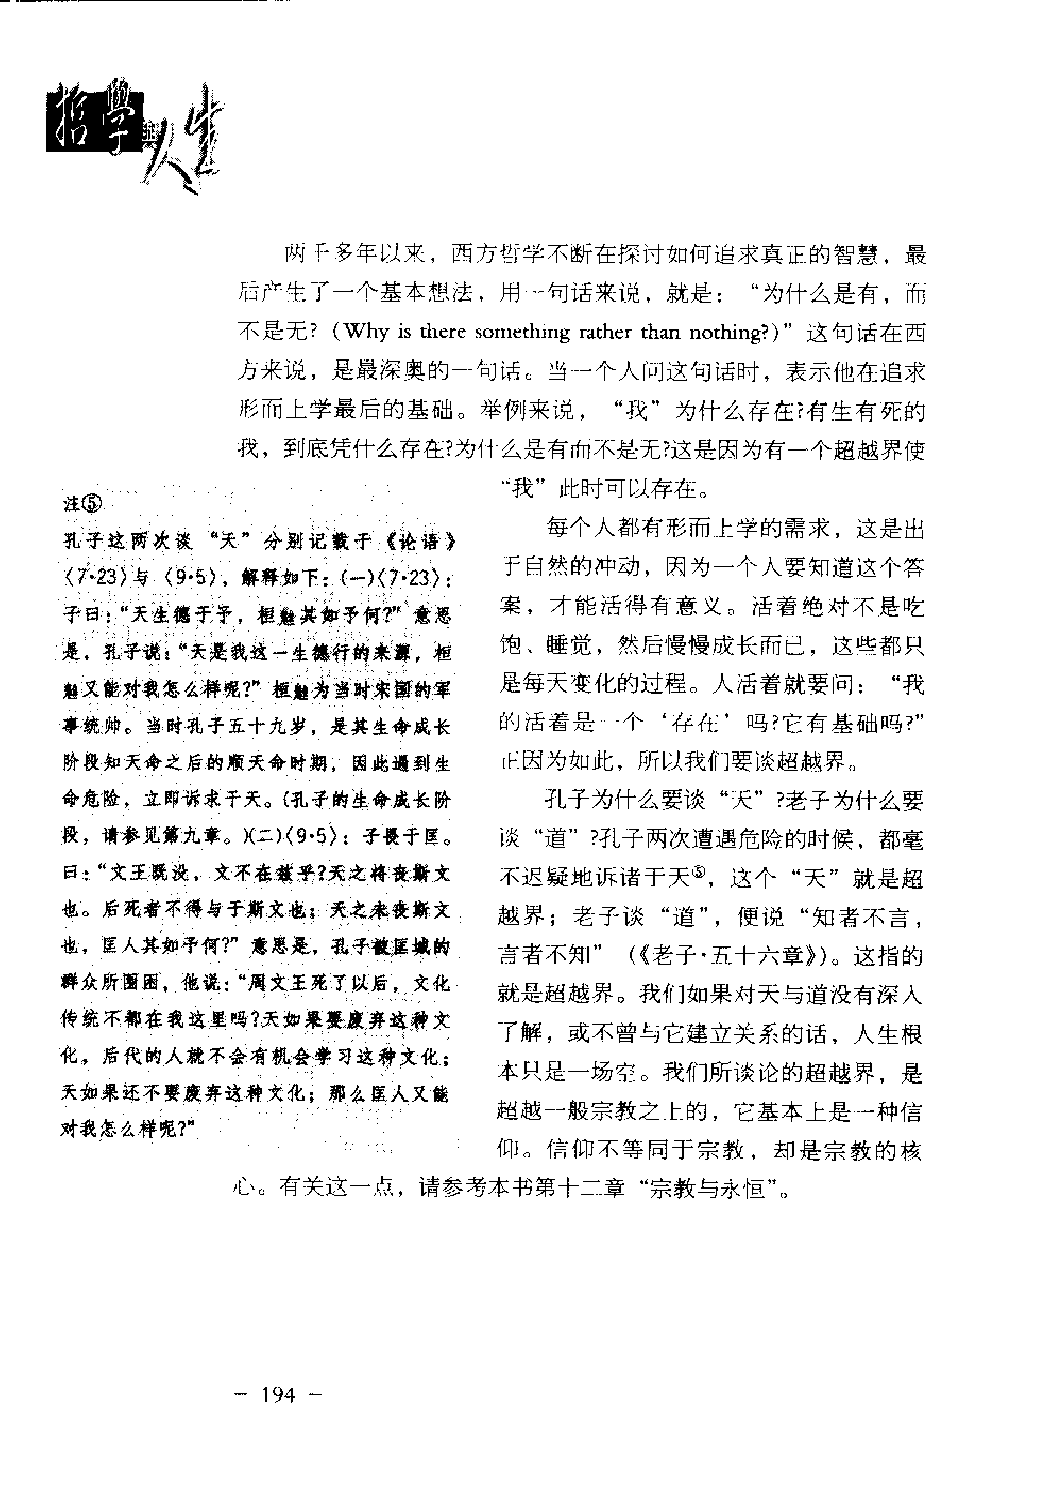 哲學與人生
两千多年以来，西方哲学不断在探讨如何追求真正的智慧，最
后产生了一个基本想法，用一句话来说，就是：“为什么是有，而
不是无?（Why is there something rather than nothing?)”这句话在西
方来说，是最深奥的一句话。当一个人问这句话时，表示他在追求
形而上学最后的基础。举例来说，“我”为什么存在?有生有死的
我，到底凭什么存在?为什么是有而不是无?这是因为有一个超越界使
“我”此时可以存在。
每个人都有形而上学的需求，这是出
于自然的冲动，因为一个人要知道这个答
案，才能活得有意义。活着绝对不是吃
饱、睡觉，然后慢慢成长而已，这些都只
是每天变化的过程。人活着就要问：“我
的活着是一个‘存在’吗?它有基础吗?”
正因为如此，所以我们要谈超越界。
孔子为什么要谈“天”?老子为什么要
谈“道”?孔子两次遭遇危险的时候，都毫
不迟疑地诉诸于天⑤，这个“天”就是超
越界；老子谈“道”，便说“知者不言，
言者不知”（《老子·五十六章》）。这指的
就是超越界。我们如果对天与道没有深入
了解，或不曾与它建立关系的话，人生根
本只是一场空。我们所谈论的超越界，是
超越一般宗教之上的，它基本上是一种信
仰。信仰不等同于宗教，却是宗教的核
心。有关这一点，请参考本书第十二章“宗教与永恒”。
注⑤
孔子这两次谈“天”分别记载于《论语》
〈7·23〉与〈9·5〉，解释如下：(一)〈7·23〉：
子曰：“天生德于予，桓魋其如予何?”意思
是，孔子说：“天是我这一生德行的来源，桓
魋又能对我怎么样呢?”桓魋为当时宋国的军
事统帅。当时孔子五十九岁，是其生命成长
阶段知天命之后的顺天命时期，因此遇到生
命危险，立即诉求于天。(孔子的生命成长阶
段，请参见第九章。)(二)〈9·5〉：子畏于匡。
曰：“文王既没，文不在兹乎?天之将丧斯文
也。后死者不得与于斯文也；天之未丧斯文
也，匡人其如予何?”意思是，孔子被匡城的
群众所围困，他说：“周文王死了以后，文化
传统不都在我这里吗?天如果要废弃这种文
化，后代的人就不会有机会学习这种文化；
天如果还不要废弃这种文化；那么匡人又能
对我怎么样呢?”
－ 194 －